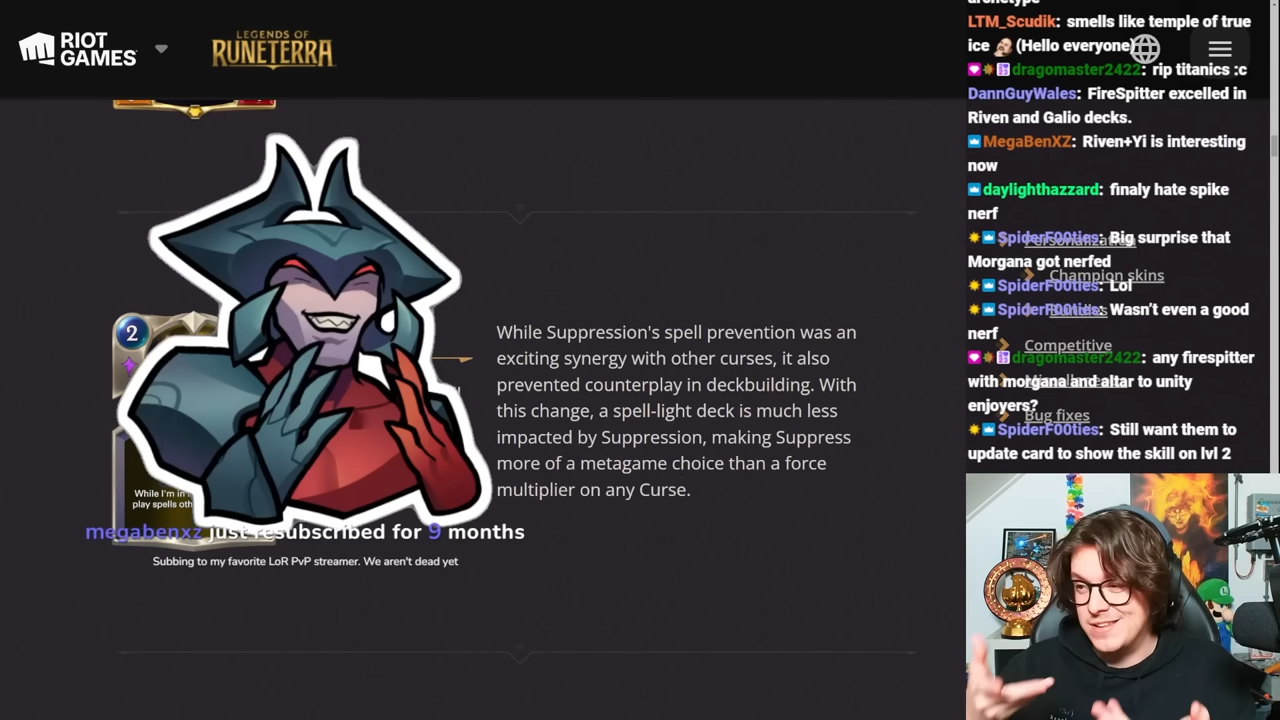 RIOT
GAMES
LEGENDS OF
RUNETERRA
2
While Suppression's spell prevention was an
exciting synergy with other curses, it also
prevented counterplay in deckbuilding. With
this change, a spell-light deck is much less
impacted by Suppression, making Suppress
more of a metagame choice than a force
multiplier on any Curse.
While I'm in
play spells oth
megabenxz just resubscribed for 9 months
Subbing to my favorite LoR PvP streamer. We aren't dead yet
archetype
LTM_Scudik: smells like temple of true
ice (Hello everyone)
dragomaster2422: rip titanics :c
DannGuyWales: FireSpitter excelled in
Riven and Galio decks.
MegaBenXZ: Riven+Yi is interesting
now
daylighthazzard: finaly hate spike
nerf
SpiderF00ties: Big surprise that
Morgana got nerfed
SpiderF00ties: Lol
SpiderF00ties: Wasn't even a good
nerf
dragomaster2422: any firespitter
with morgana and altar to unity
enjoyers?
SpiderF00ties: Still want them to
update card to show the skill on lvl 2
Personalization
Champion skins
Bundles
Competitive
Bug fixes